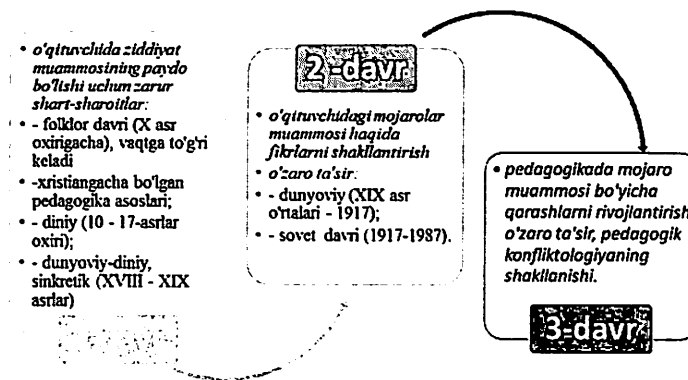 • o'qituvchida ziddiyat
muammosining paydo
bo'lishi uchun zarur
shart-sharoitlar:
• - folklor davri (X asr
oxirigacha), vaqtga to'g'ri
keladi
• -xristiangacha bo'lgan
pedagogika asoslari;
• - diniy (10 - 17-asrlar
oxiri);
• - dunyoviy-diniy,
sinkretik (XVIII - XIX
asrlar)
2 -davr
• o'qituvchidagi mojarolar
muammosi haqida
fikrlarni shakllantirish
• o'zaro ta'sir:
• - dunyoviy (XIX asr
o'rtalari - 1917);
• - sovet davri (1917-1987).
• pedagogikada mojaro
muammosi bo'yicha
qarashlarni rivojlantirish
o'zaro ta'sir, pedagogik
konfliktologiyaning
shakllanishi.
3-davr